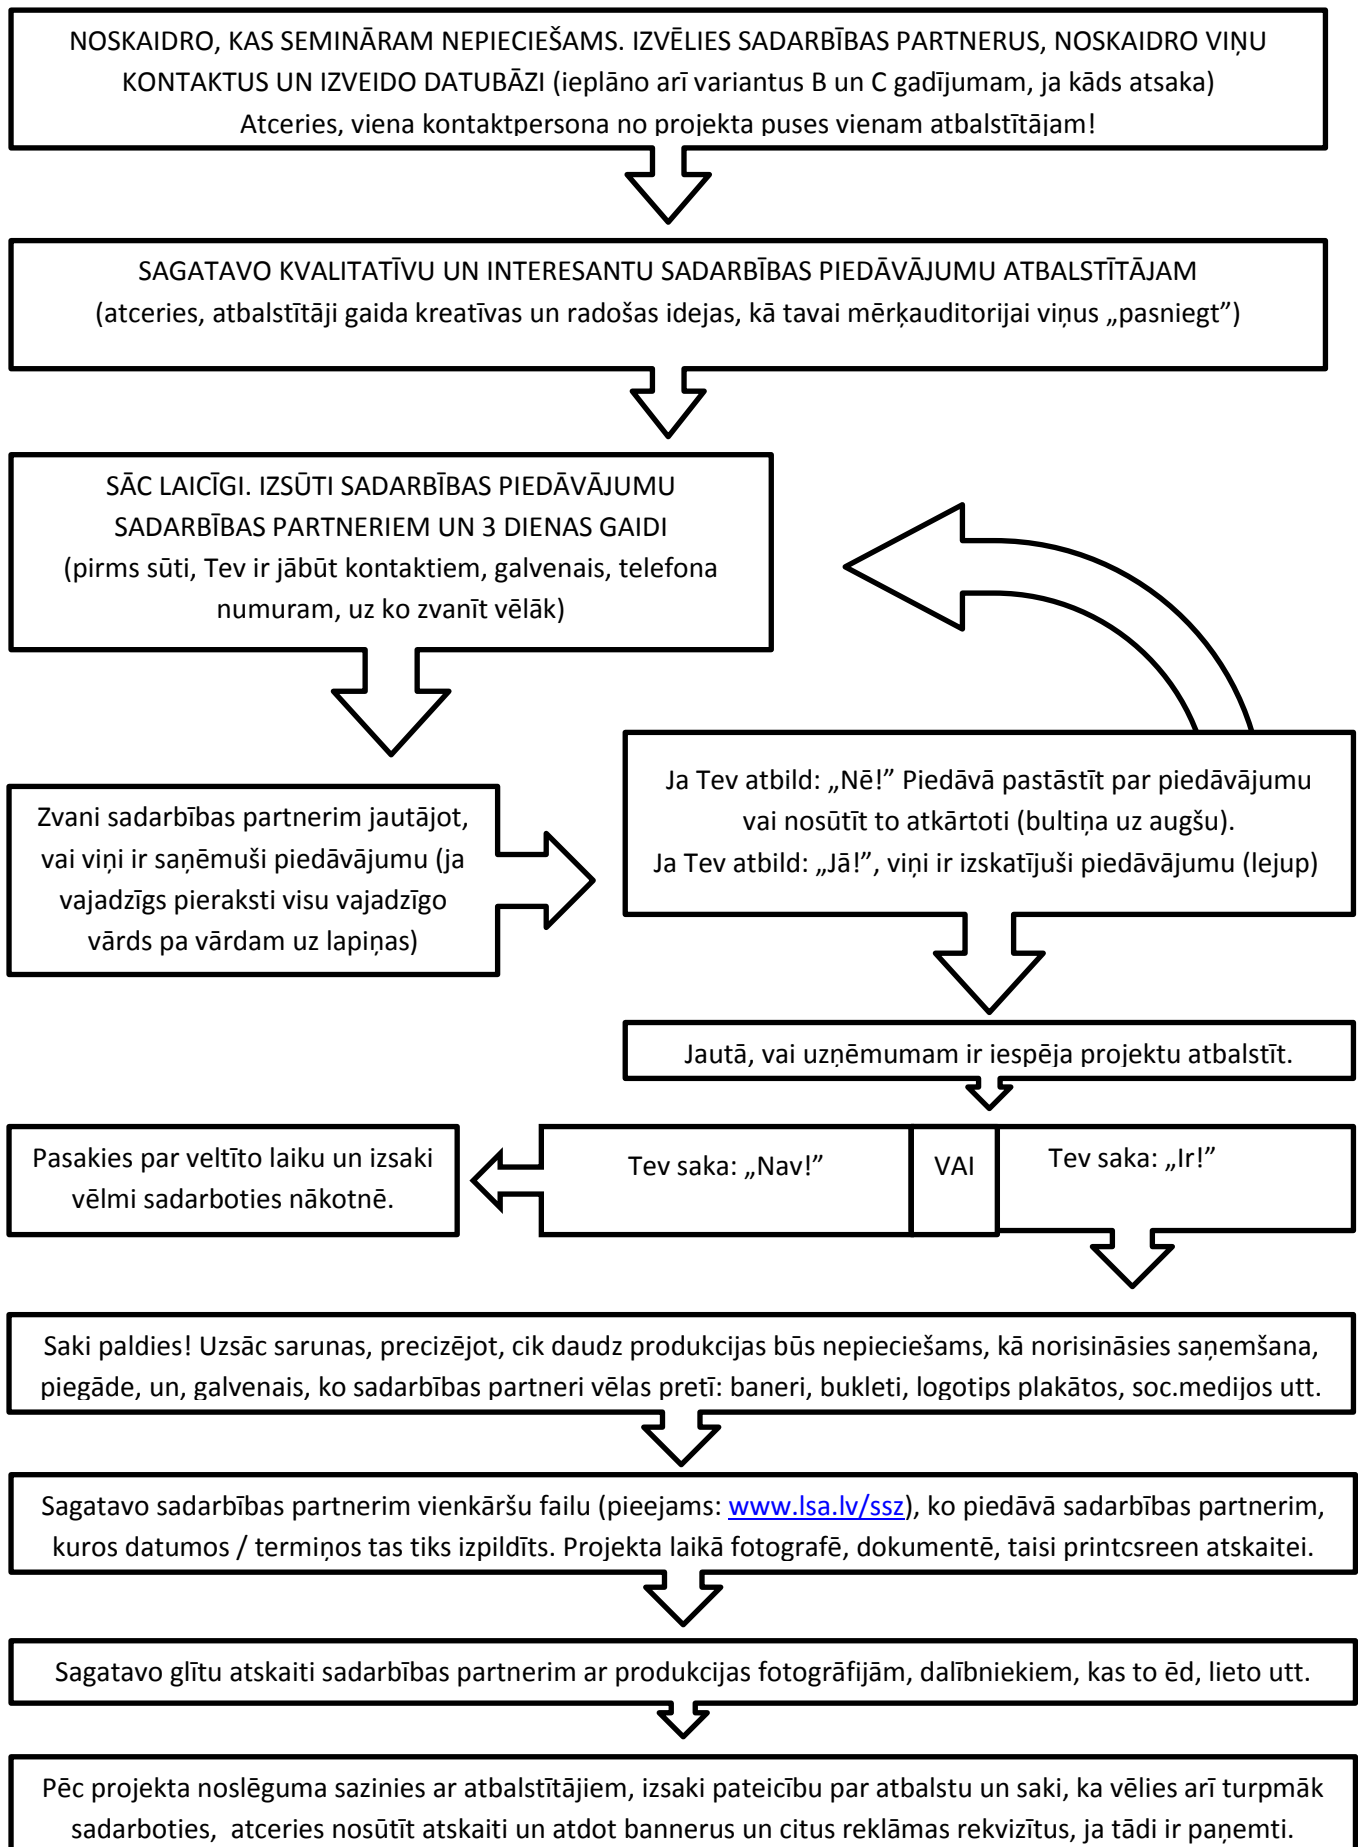 NOSKAIDRO, KAS SEMINĀRAM NEPIECIEŠAMS. IZVĒLIES SADARBĪBAS PARTNERUS, NOSKAIDRO VIŅU
KONTAKTUS UN IZVEIDO DATUBĀZI (ieplāno arī variantus B un C gadījumam, ja kāds atsaka)
Atceries, viena kontaktpersona no projekta puses vienam atbalstītājam!
SAGATAVO KVALITATĪVU UN INTERESANTU SADARBĪBAS PIEDĀVĀJUMU ATBALSTĪTĀJAM
(atceries, atbalstītāji gaida kreatīvas un radošas idejas, kā tavai mērķauditorijai viņus „pasniegt”)
SĀC LAICĪGI. IZSŪTI SADARBĪBAS PIEDĀVĀJUMU
SADARBĪBAS PARTNERIEM UN 3 DIENAS GAIDI
(pirms sūti, Tev ir jābūt kontaktiem, galvenais, telefona
numuram, uz ko zvanīt vēlāk)
Zvani sadarbības partnerim jautājot,
vai viņi ir saņēmuši piedāvājumu (ja
vajadzīgs pieraksti visu vajadzīgo
vārds pa vārdam uz lapiņas)
Ja Tev atbild: „Nē!” Piedāvā pastāstīt par piedāvājumu
vai nosūtīt to atkārtoti (bultiņa uz augšu).
Ja Tev atbild: „Jā!”, viņi ir izskatījuši piedāvājumu (lejup)
Jautā, vai uzņēmumam ir iespēja projektu atbalstīt.
Pasakies par veltīto laiku un izsaki
vēlmi sadarboties nākotnē.
Tev saka: „Nav!”
VAI
Tev saka: „Ir!”
Saki paldies! Uzsāc sarunas, precizējot, cik daudz produkcijas būs nepieciešams, kā norisināsies saņemšana,
piegāde, un, galvenais, ko sadarbības partneri vēlas pretī: baneri, bukleti, logotips plakātos, soc.medijos utt.
Sagatavo sadarbības partnerim vienkāršu failu (pieejams: www.lsa.lv/ssz), ko piedāvā sadarbības partnerim,
kuros datumos / termiņos tas tiks izpildīts. Projekta laikā fotografē, dokumentē, taisi printcsreen atskaitei.
Sagatavo glītu atskaiti sadarbības partnerim ar produkcijas fotogrāfijām, dalībniekiem, kas to ēd, lieto utt.
Pēc projekta noslēguma sazinies ar atbalstītājiem, izsaki pateicību par atbalstu un saki, ka vēlies arī turpmāk
sadarboties, atceries nosūtīt atskaiti un atdot bannerus un citus reklāmas rekvizītus, ja tādi ir paņemti.